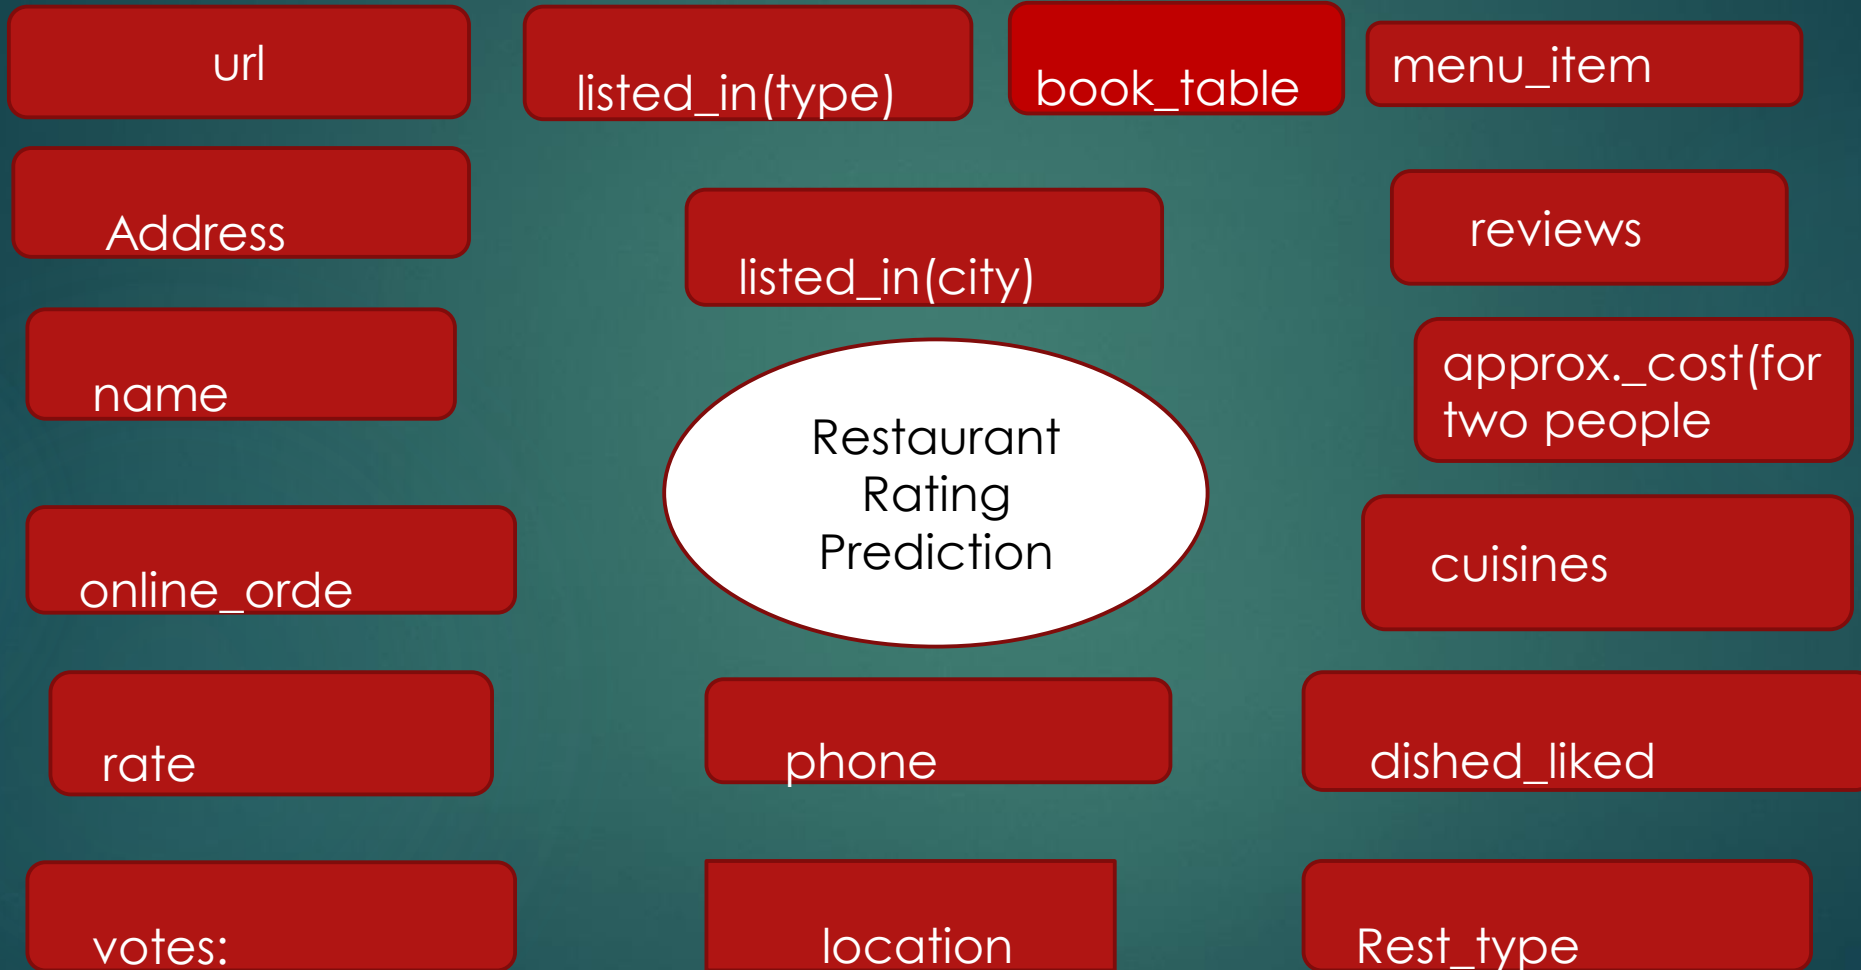 url
listed_in(type)
book_table
menu_item
Address
listed_in(city)
reviews
name
approx._cost(for
two people
Restaurant
Rating
Prediction
online_orde
cuisines
rate
phone
dished_liked
votes:
location
Rest_type